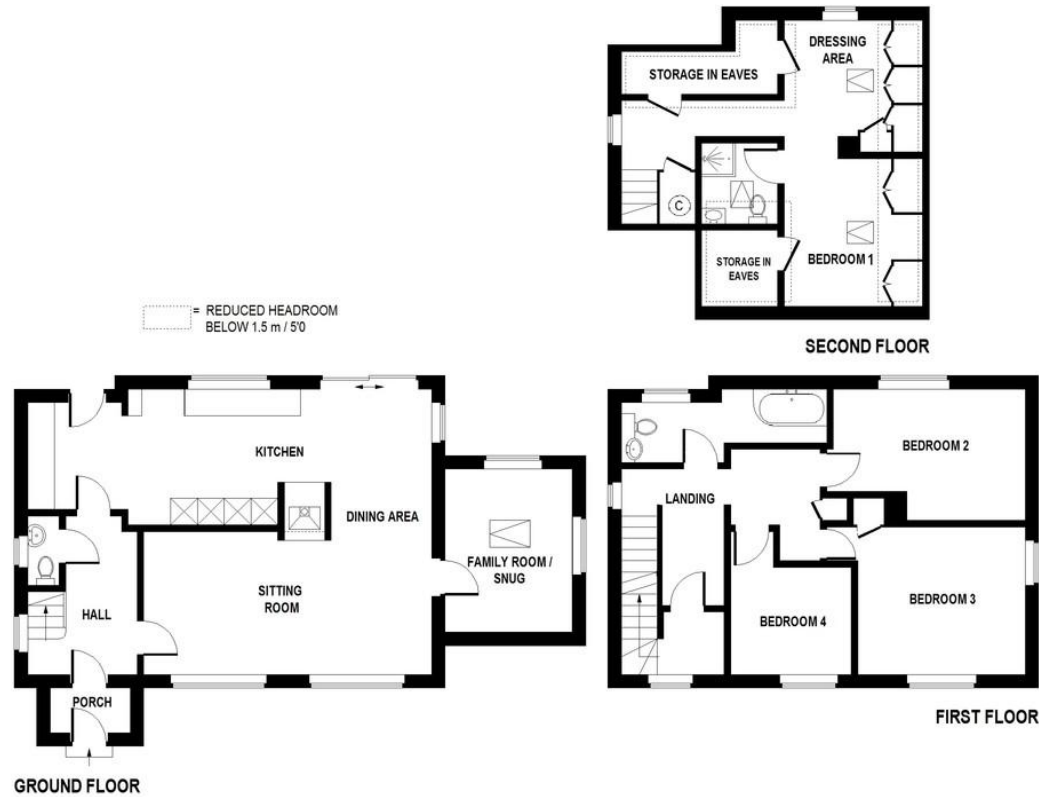 DRESSING
AREA
STORAGE IN EAVES
C
STORAGE IN
EAVES
BEDROOM 1
SECOND FLOOR
= REDUCED HEADROOM
BELOW 1.5 m / 5'0
KITCHEN
DINING AREA
FAMILY ROOM /
SNUG
SITTING
ROOM
HALL
PORCH
GROUND FLOOR
BEDROOM 2
LANDING
BEDROOM 3
BEDROOM 4
FIRST FLOOR